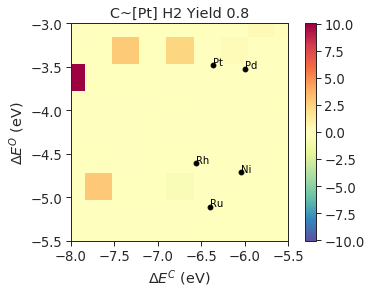 C~[Pt] H2 Yield 0.8
−3.0
−3.5
−4.0
−4.5
−5.0
−5.5
ΔE^O (eV)
Pt
Pd
Rh
Ni
Ru
−8.0 −7.5 −7.0 −6.5 −6.0 −5.5
ΔE^C (eV)
10.0
7.5
5.0
2.5
0.0
−2.5
−5.0
−7.5
−10.0